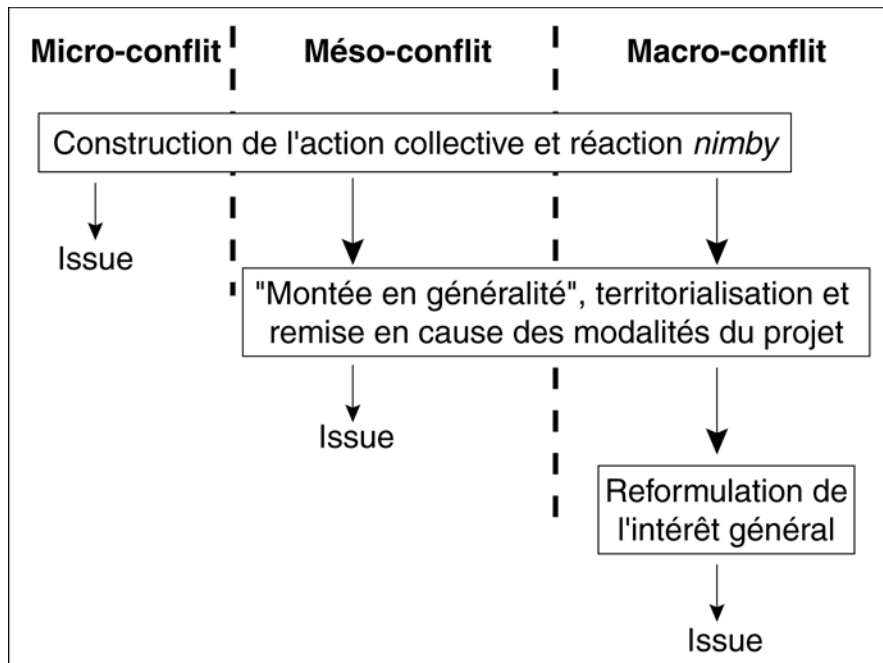 Micro-conflit
Méso-conflit
Macro-conflit
Construction de l'action collective et réaction nimby
Issue
"Montée en généralité", territorialisation et
remise en cause des modalités du projet
Issue
Reformulation de
l'intérêt général
Issue